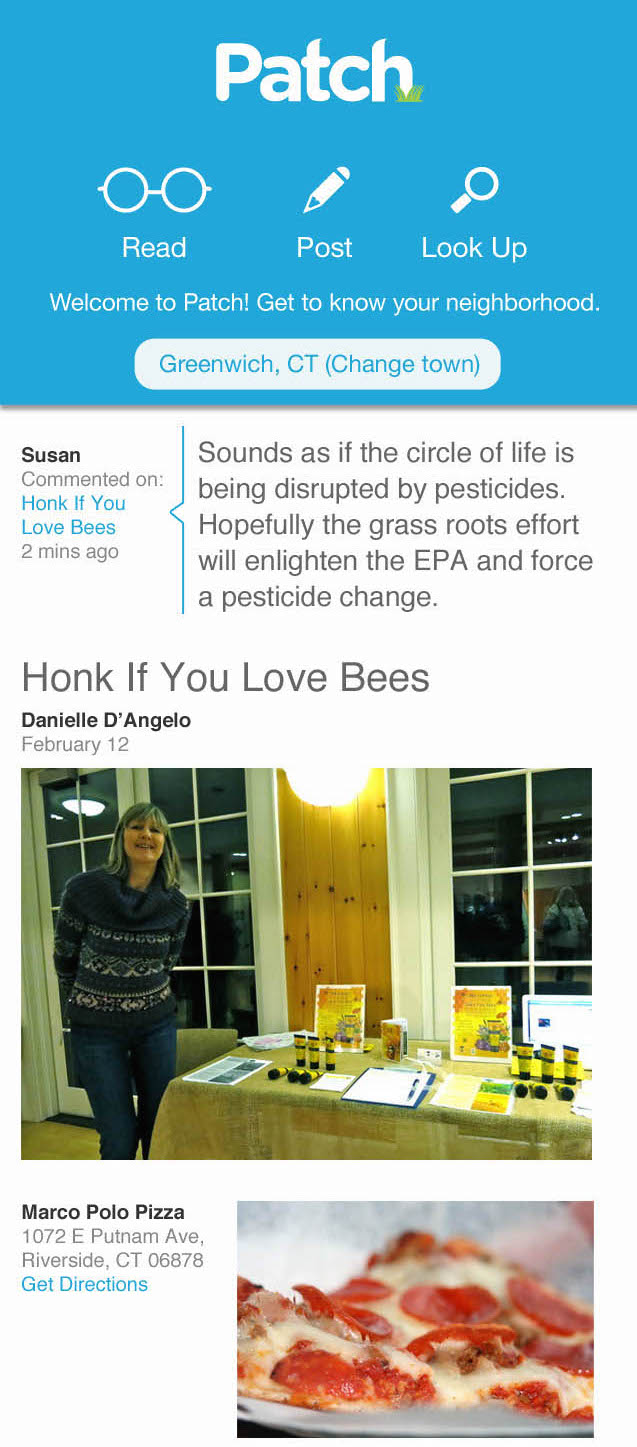 Patch
Read
Post
Look Up
Welcome to Patch! Get to know your neighborhood.
Greenwich, CT (Change town)
Susan
Commented on:
Honk If You
Love Bees
2 mins ago
Sounds as if the circle of life is
being disrupted by pesticides.
Hopefully the grass roots effort
will enlighten the EPA and force
a pesticide change.
Honk If You Love Bees
Danielle D’Angelo
February 12
Marco Polo Pizza
1072 E Putnam Ave,
Riverside, CT 06878
Get Directions